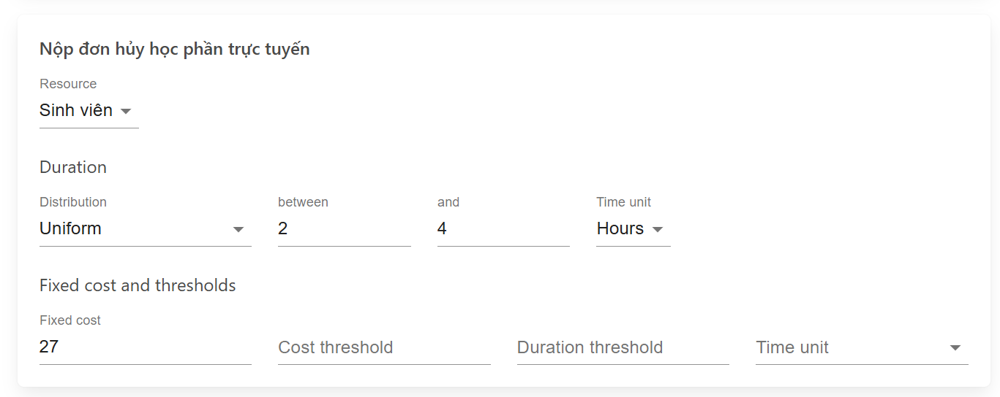 Nộp đơn hủy học phần trực tuyến
Resource
Sinh viên
Duration
Distribution between and Time unit
Uniform 2 4 Hours
Fixed cost and thresholds
Fixed cost
27 Cost threshold Duration threshold Time unit